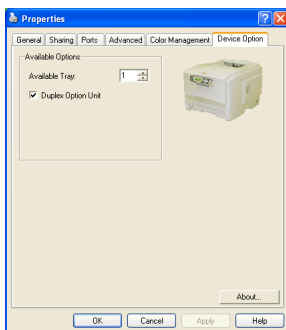 Properties
General Sharing Ports Advanced Color Management Device Option
Available Options
Available Tray: 1
Duplex Option Unit
About...
OK Cancel Apply Help